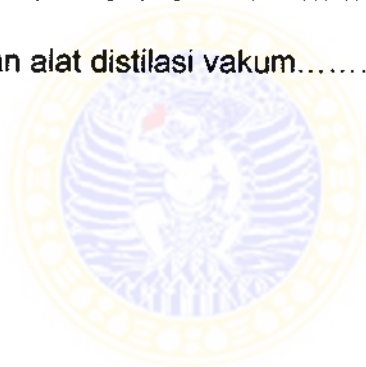 an alat distilasi vakum.......